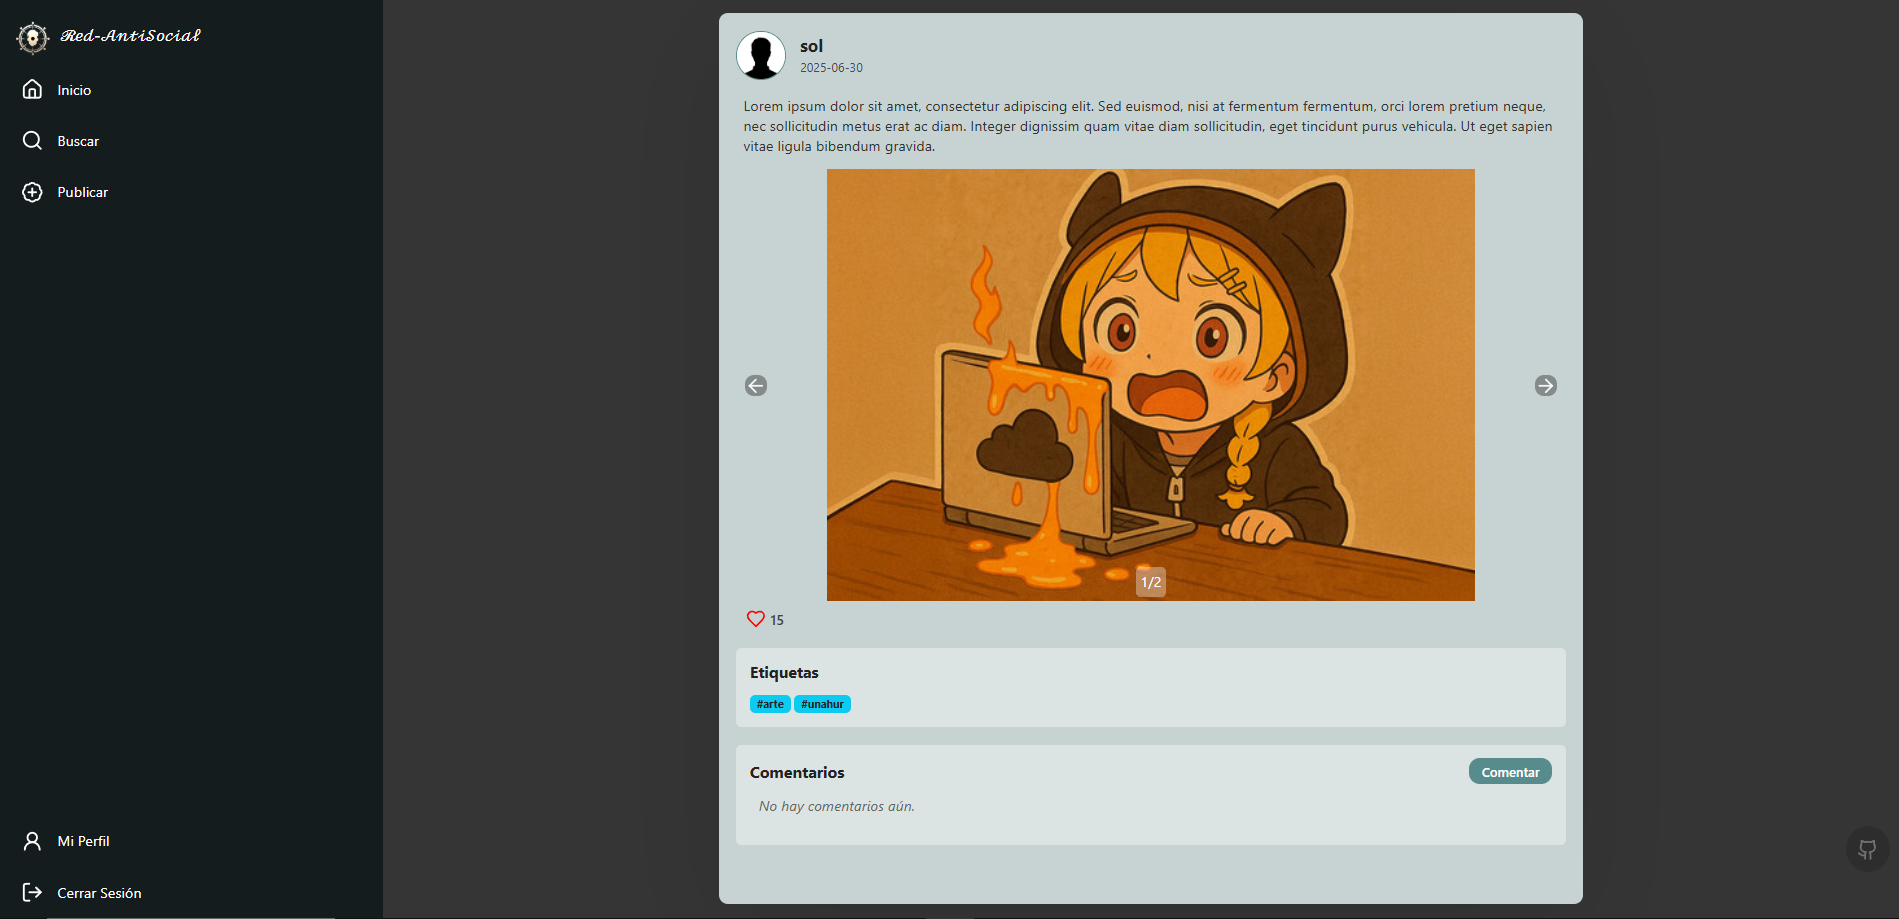 Red-AntiSocial
Inicio
Buscar
Publicar
Mi Perfil
Cerrar Sesión
sol
2025-06-30
Lorem ipsum dolor sit amet, consectetur adipiscing elit. Sed euismod, nisi at fermentum fermentum, orci lorem pretium neque,
nec sollicitudin metus erat ac diam. Integer dignissim quam vitae diam sollicitudin, eget tincidunt purus vehicula. Ut eget sapien
vitae ligula bibendum gravida.
1/2
15
Etiquetas
#arte #unahur
Comentarios
Comentar
No hay comentarios aún.